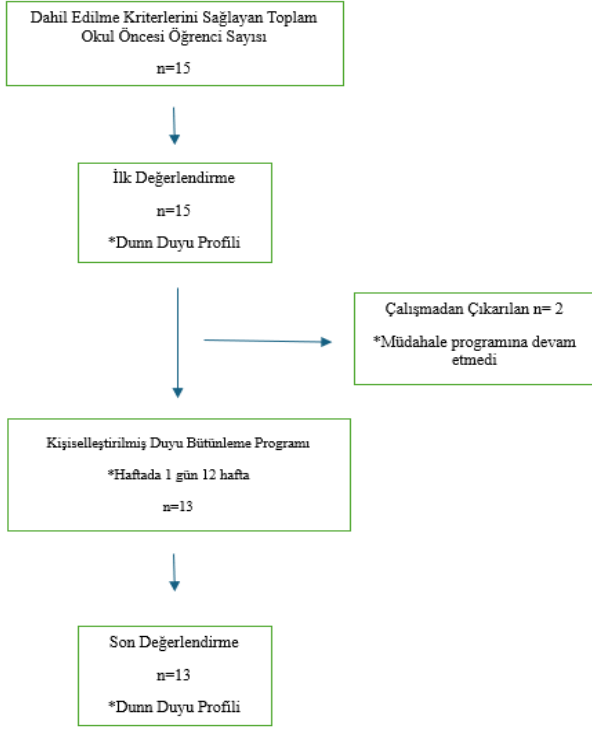 Dahil Edilme Kriterlerini Sağlayan Toplam
Okul Öncesi Öğrenci Sayısı
n=15
İlk Değerlendirme
n=15
*Dunn Duyu Profili
Çalışmadan Çıkarılan n= 2
*Müdahale programına devam
etmedi
Kişiselleştirilmiş Duyu Bütünleme Programı
*Haftada 1 gün 12 hafta
n=13
Son Değerlendirme
n=13
*Dunn Duyu Profili